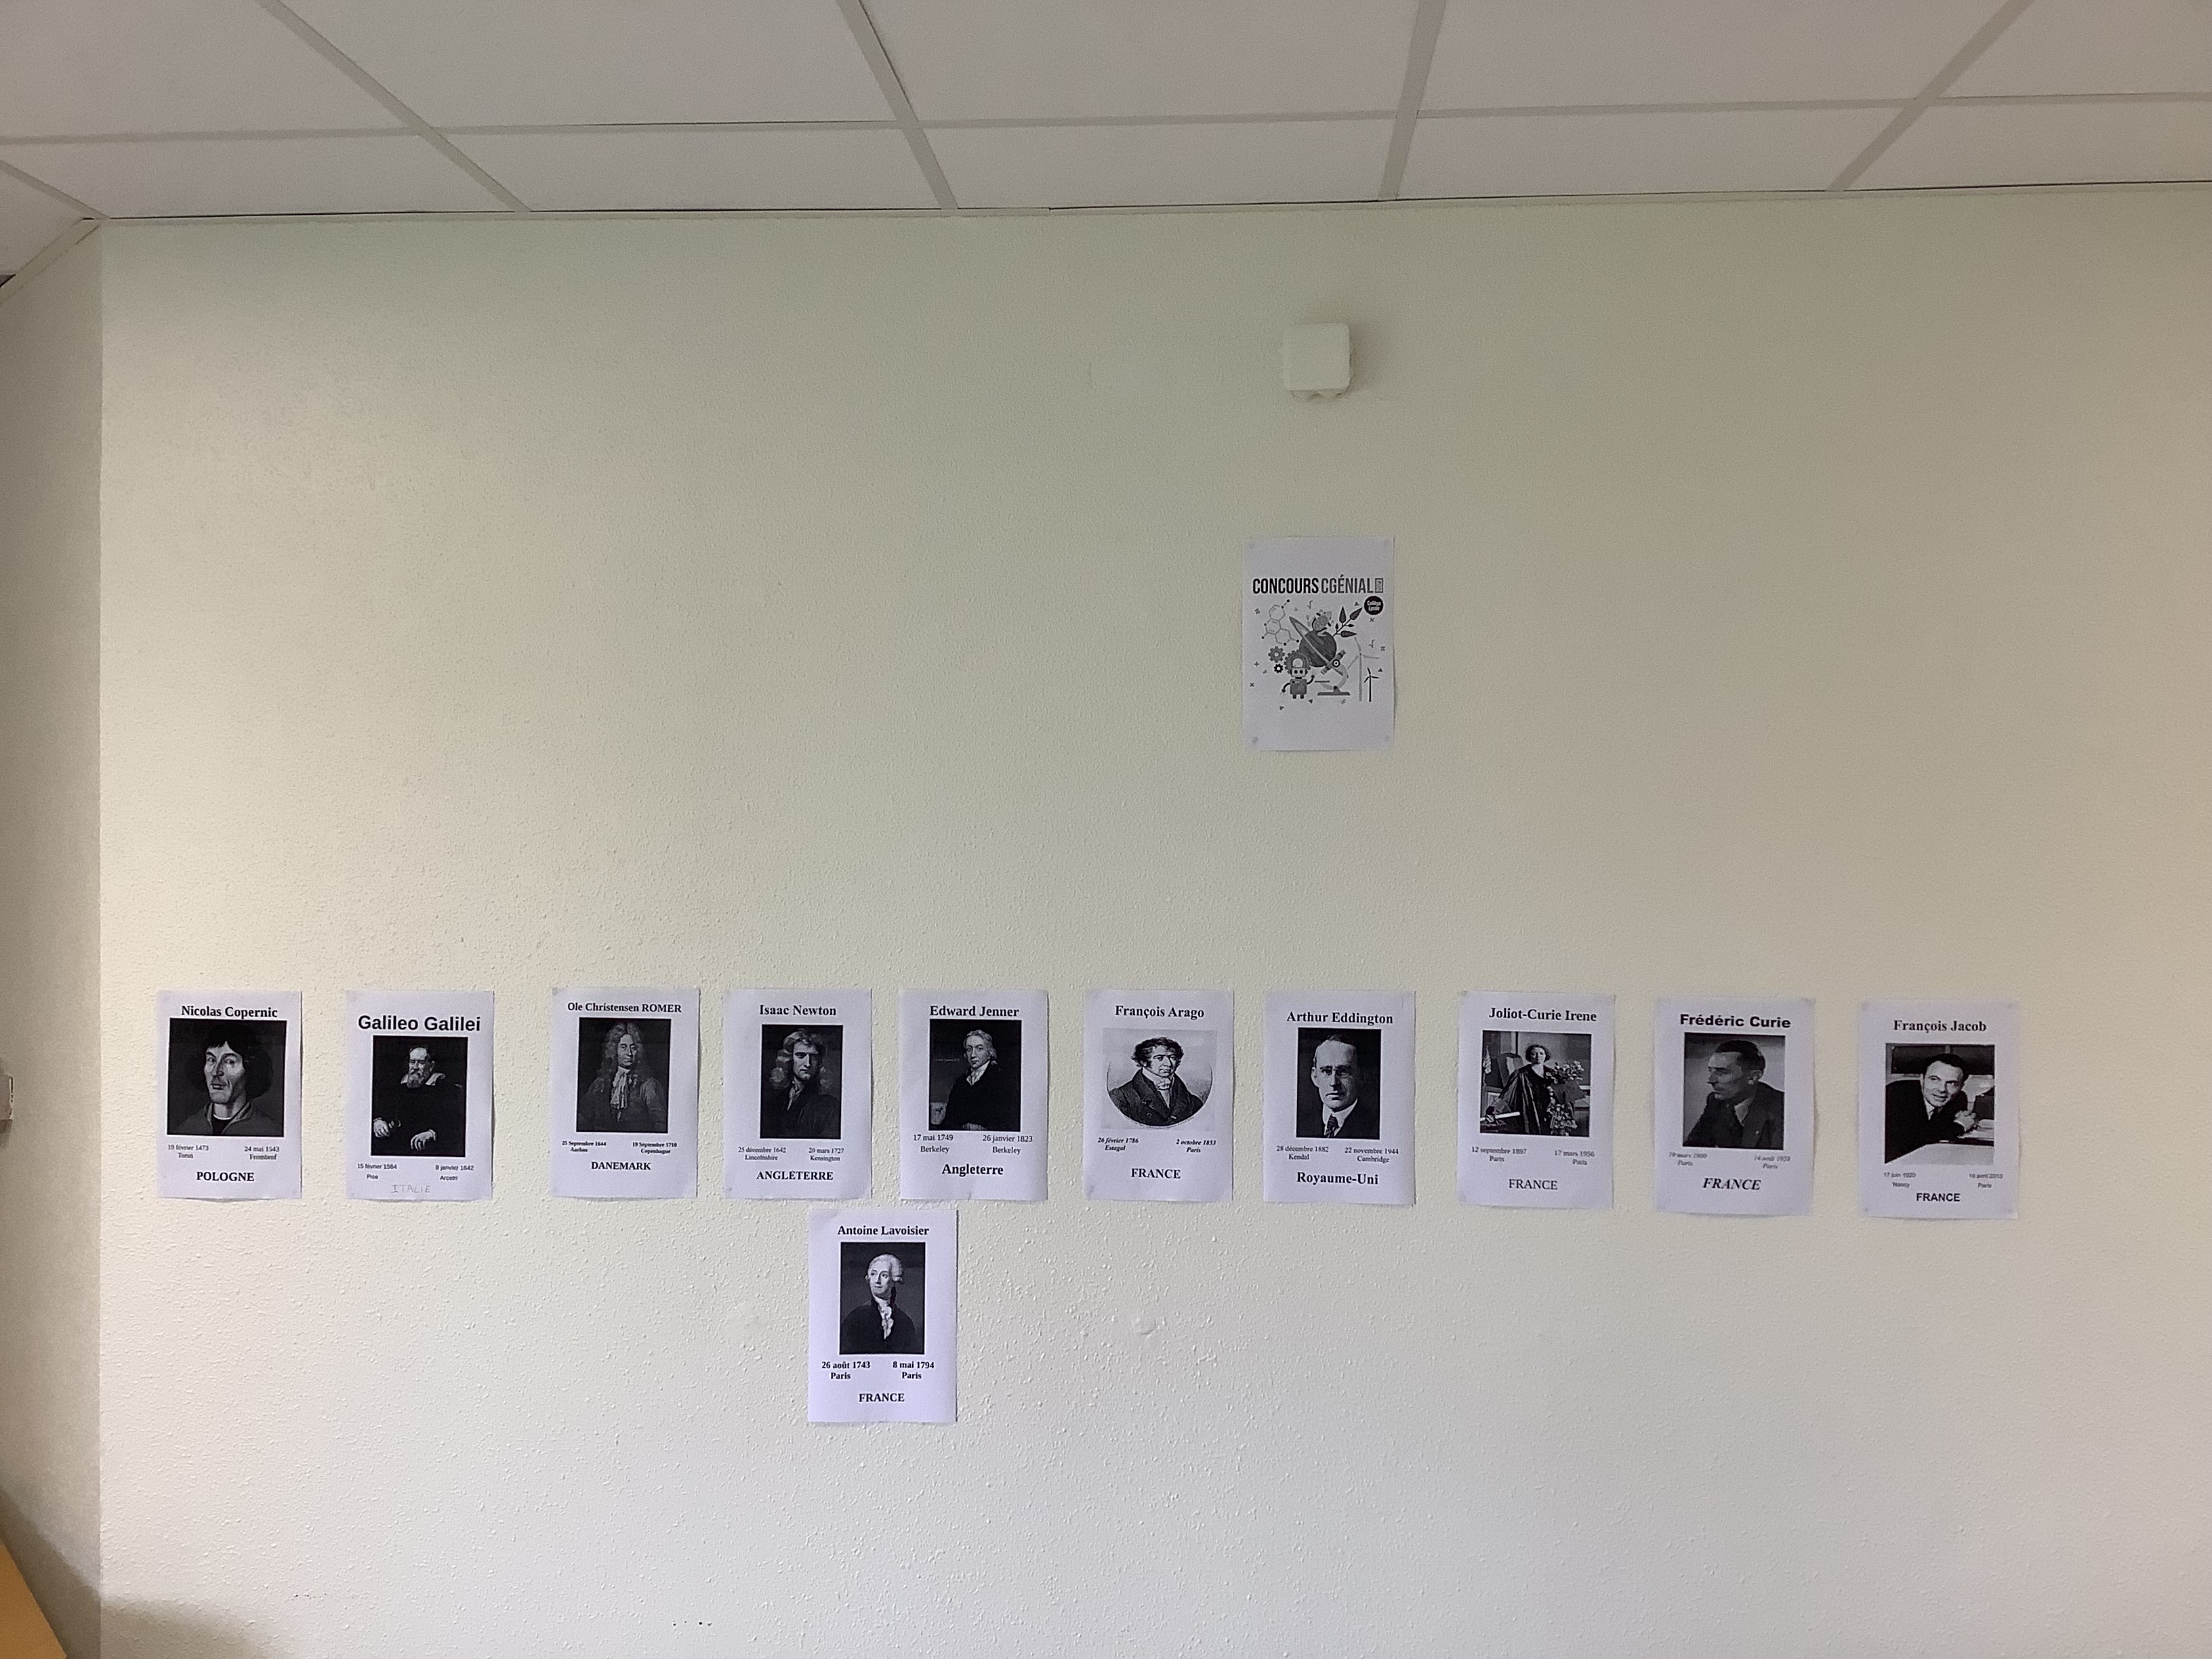 CONCOURS CGÉNIAL
Collège
Lycée
Nicolas Copernic
19 février 1473 24 mai 1543
Torun Frombork
POLOGNE
Galileo Galilei
15 février 1564 8 janvier 1642
Pise Arcetri
ITALIE
Ole Christensen ROMER
25 Septembre 1644 19 Septembre 1710
Aarhus Copenhague
DANEMARK
Isaac Newton
25 décembre 1642 20 mars 1727
Lincolnshire Kensington
ANGLETERRE
Edward Jenner
17 mai 1749 26 janvier 1823
Berkeley Berkeley
Angleterre
François Arago
26 février 1786 2 octobre 1853
Estagel Paris
FRANCE
Arthur Eddington
28 décembre 1882 22 novembre 1944
Kendal Cambridge
Royaume-Uni
Joliot-Curie Irene
12 septembre 1897 17 mars 1956
Paris Paris
FRANCE
Frédéric Curie
19 mars 1900 14 août 1958
Paris Paris
FRANCE
François Jacob
17 juin 1920 19 avril 2013
Nancy Paris
FRANCE
Antoine Lavoisier
26 août 1743 8 mai 1794
Paris Paris
FRANCE